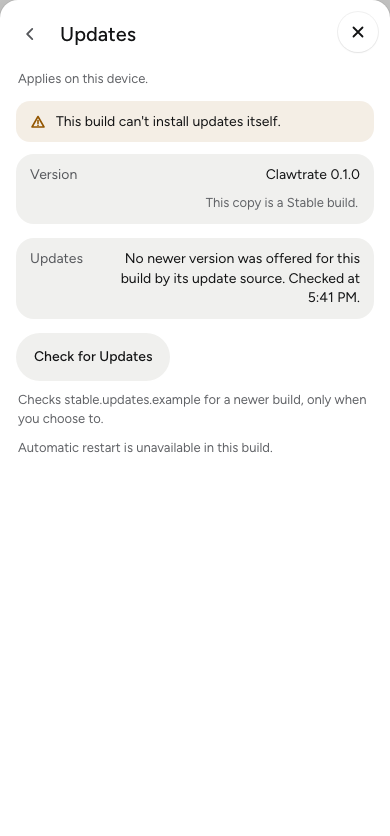 Updates
Applies on this device.
This build can't install updates itself.
Version
Clawtrate 0.1.0
This copy is a Stable build.
Updates
No newer version was offered for this
build by its update source. Checked at
5:41 PM.
Check for Updates
Checks stable.updates.example for a newer build, only when
you choose to.
Automatic restart is unavailable in this build.